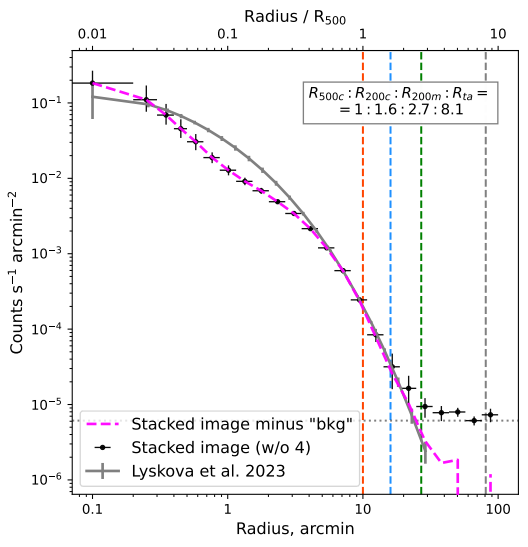 Radius / R500
0.01 0.1 1 10
R500c : R200c : R200m : Rta =
= 1 : 1.6 : 2.7 : 8.1
Counts s⁻¹ arcmin⁻²
10⁻¹
10⁻²
10⁻³
10⁻⁴
10⁻⁵
10⁻⁶
Stacked image minus "bkg"
Stacked image (w/o 4)
Lyskova et al. 2023
0.1 1 10 100
Radius, arcmin